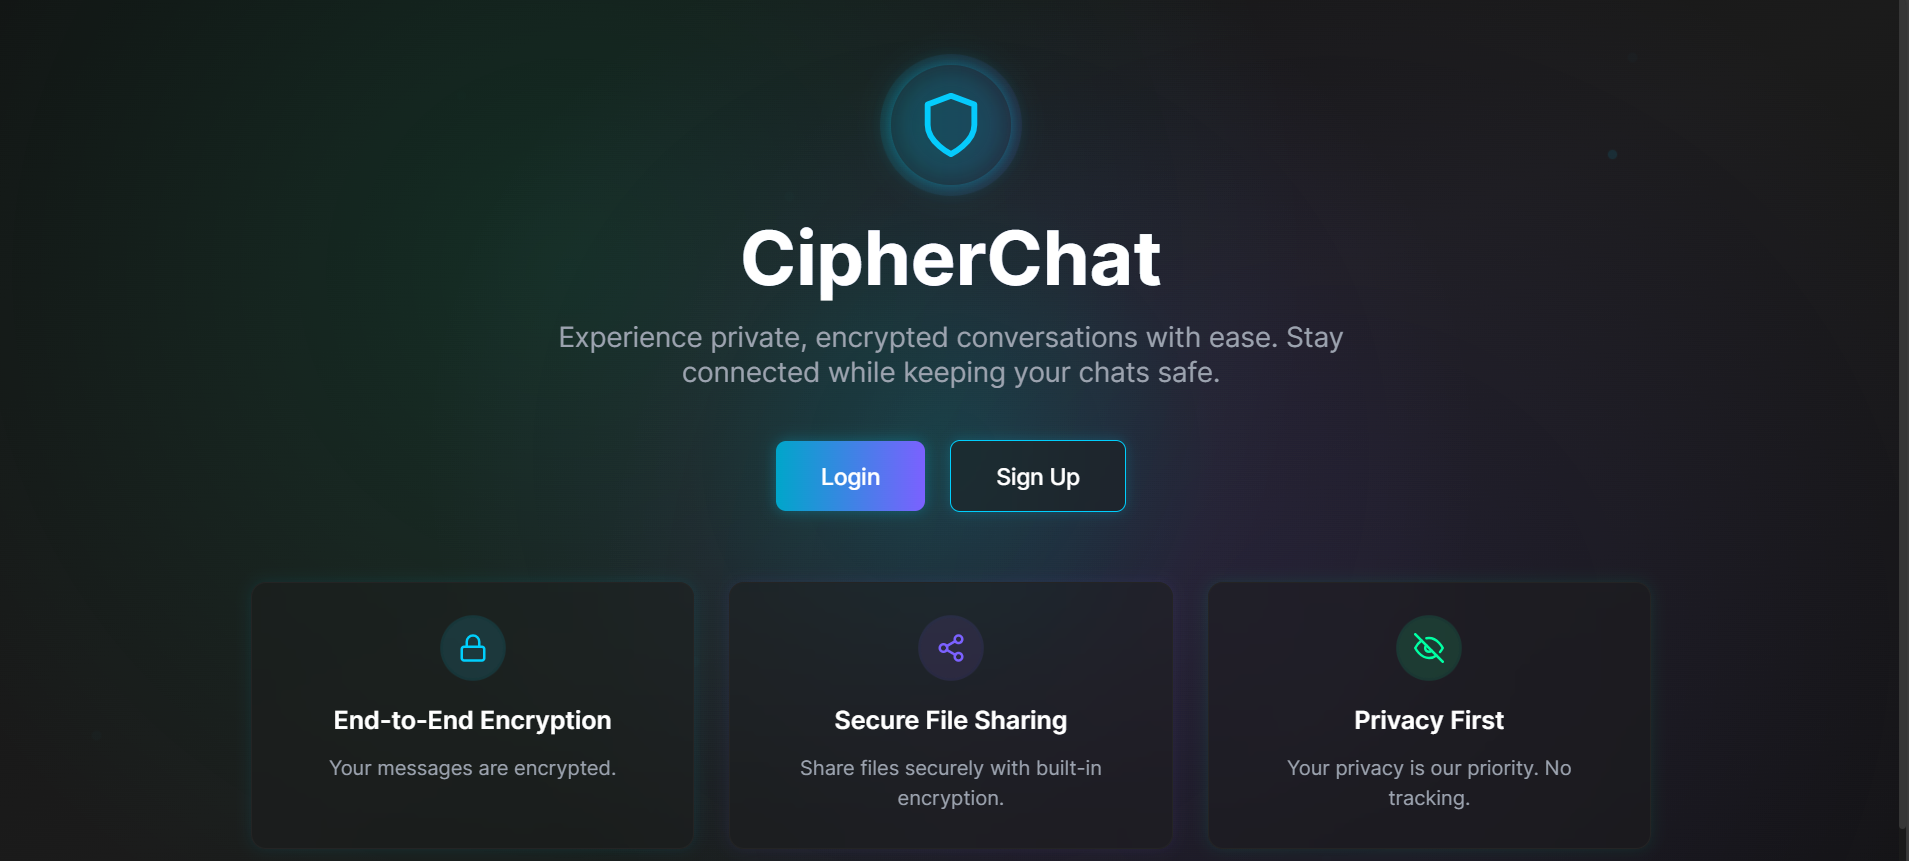 CipherChat
Experience private, encrypted conversations with ease. Stay
connected while keeping your chats safe.
Login
Sign Up
End-to-End Encryption
Your messages are encrypted.
Secure File Sharing
Share files securely with built-in
encryption.
Privacy First
Your privacy is our priority. No
tracking.